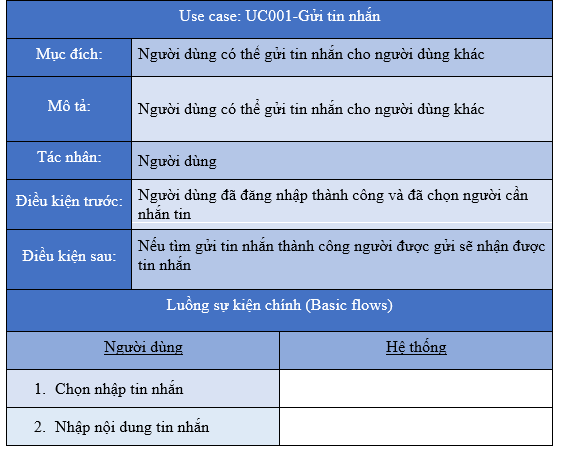 Use case: UC001-Gửi tin nhắn
Mục đích: Người dùng có thể gửi tin nhắn cho người dùng khác
Mô tả: Người dùng có thể gửi tin nhắn cho người dùng khác
Tác nhân: Người dùng
Điều kiện trước: Người dùng đã đăng nhập thành công và đã chọn người cần
nhắn tin
Điều kiện sau: Nếu tìm gửi tin nhắn thành công người được gửi sẽ nhận được
tin nhắn
Luồng sự kiện chính (Basic flows)
Người dùng Hệ thống
1. Chọn nhập tin nhắn
2. Nhập nội dung tin nhắn